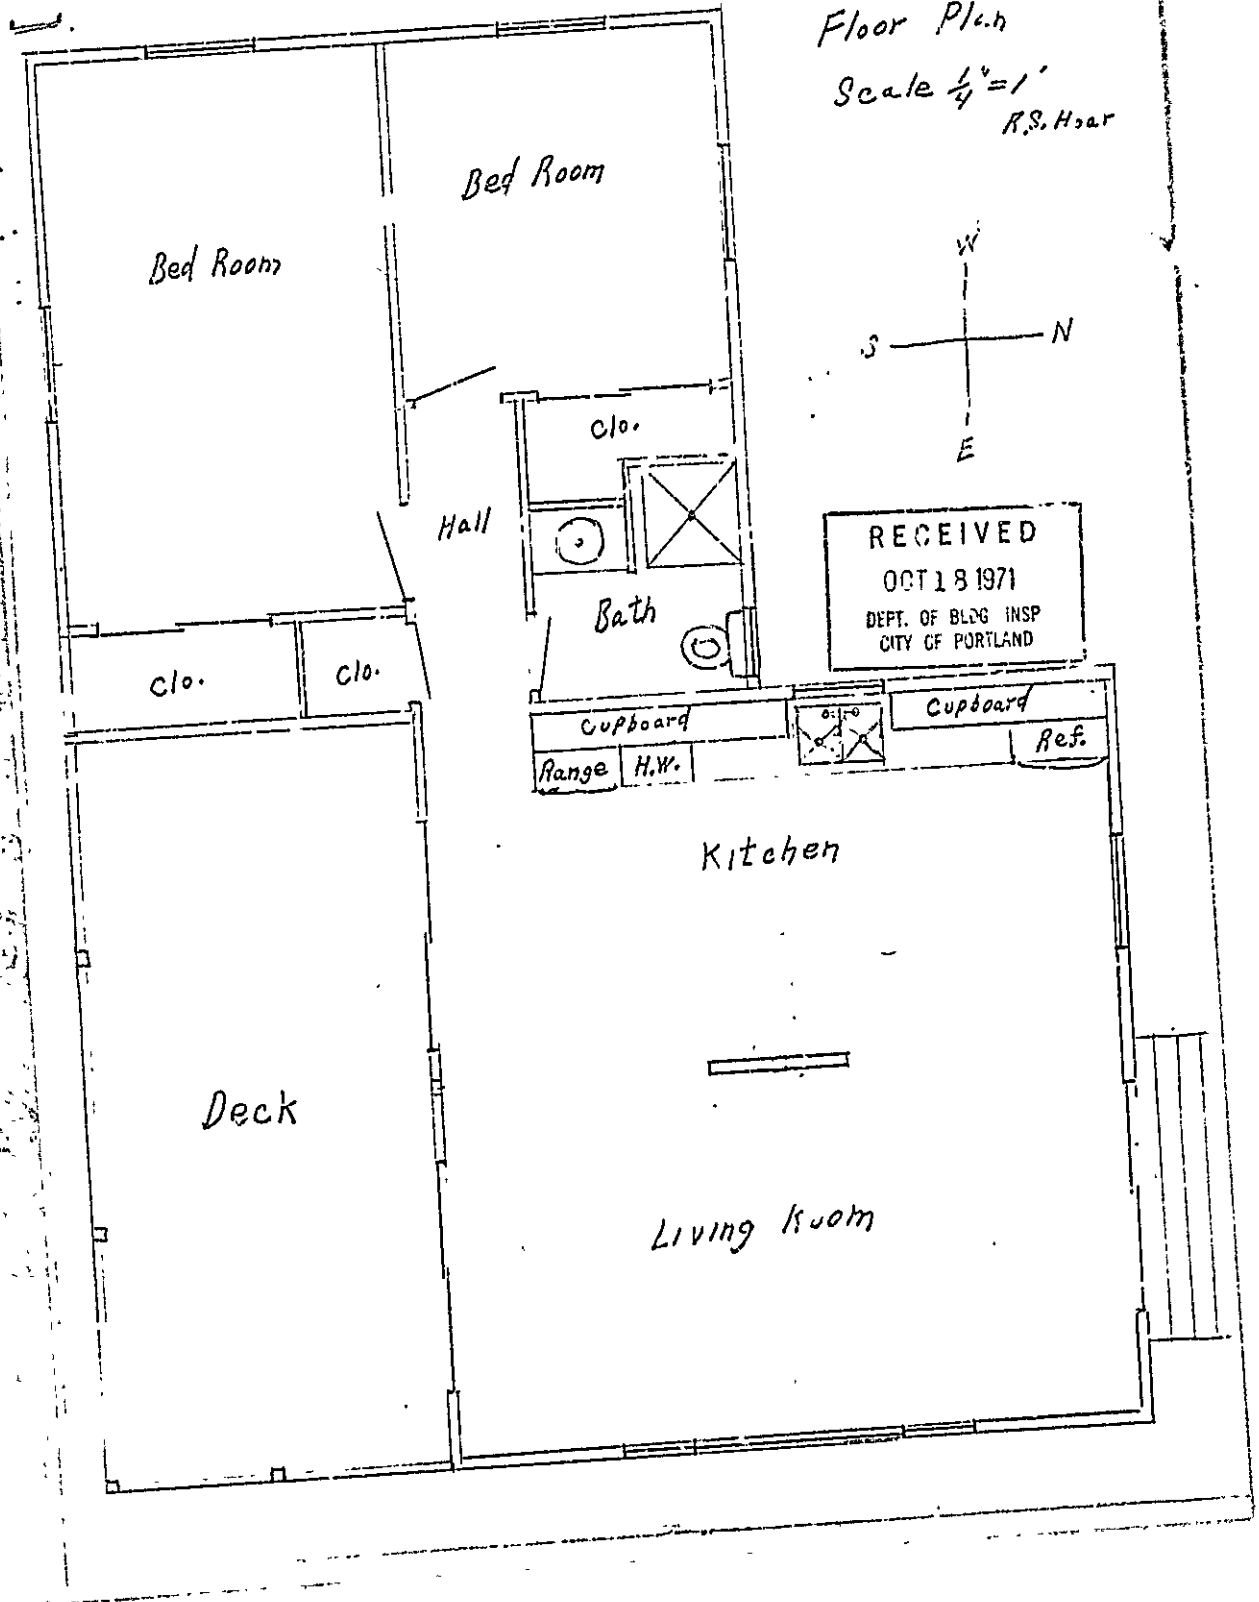 Floor Plan
Scale 1/4"=1'
R.S. Hoar
Bed Room
Bed Room
W
S
N
E
Clo.
Hall
RECEIVED
OCT 18 1971
DEPT. OF BLDG INSP
CITY OF PORTLAND
Bath
Clo.
Clo.
Cupboard
Cupboard
Range
H.W.
Ref.
Kitchen
Deck
Living Room